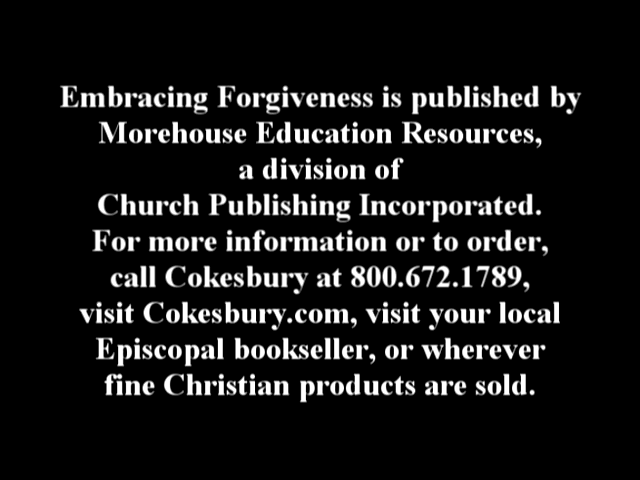 Embracing Forgiveness is published by
Morehouse Education Resources,
a division of
Church Publishing Incorporated.
For more information or to order,
call Cokesbury at 800.672.1789,
visit Cokesbury.com, visit your local
Episcopal bookseller, or wherever
fine Christian products are sold.